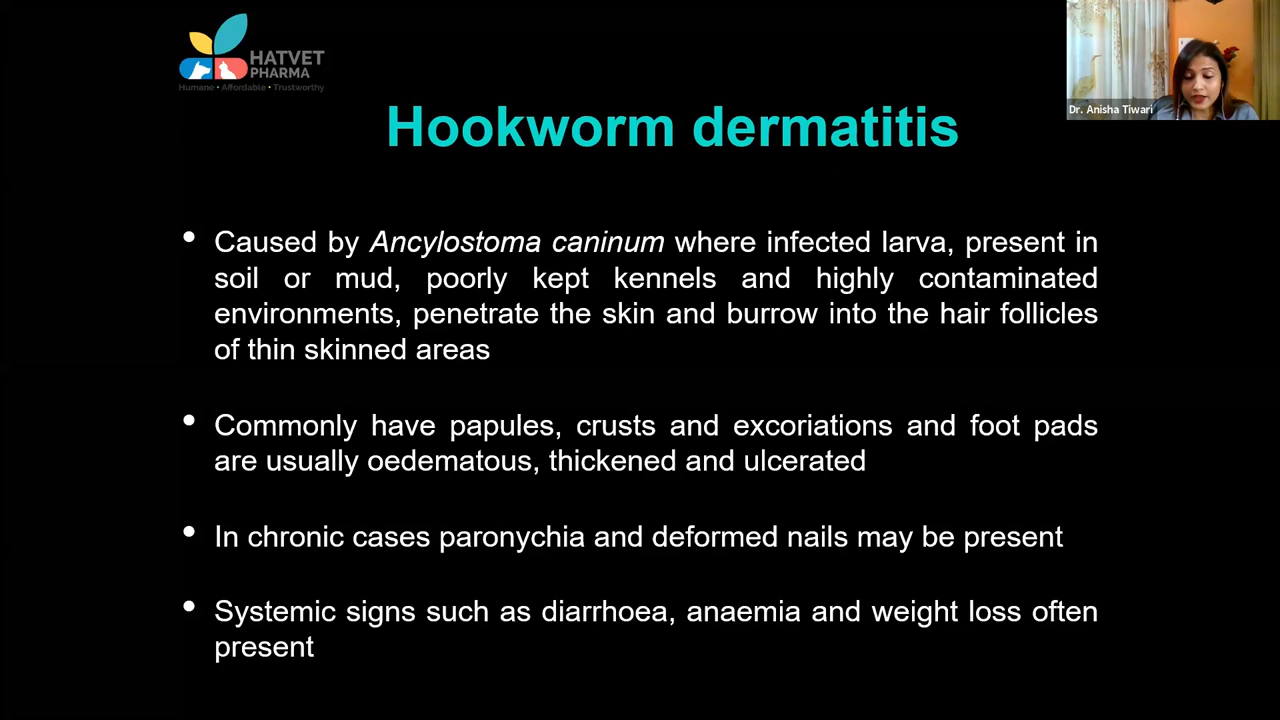 HATVET
PHARMA
Humane • Affordable • Trustworthy
Dr. Anisha Tiwari
Hookworm dermatitis
• Caused by Ancylostoma caninum where infected larva, present in
soil or mud, poorly kept kennels and highly contaminated
environments, penetrate the skin and burrow into the hair follicles
of thin skinned areas
• Commonly have papules, crusts and excoriations and foot pads
are usually oedematous, thickened and ulcerated
• In chronic cases paronychia and deformed nails may be present
• Systemic signs such as diarrhoea, anaemia and weight loss often
present